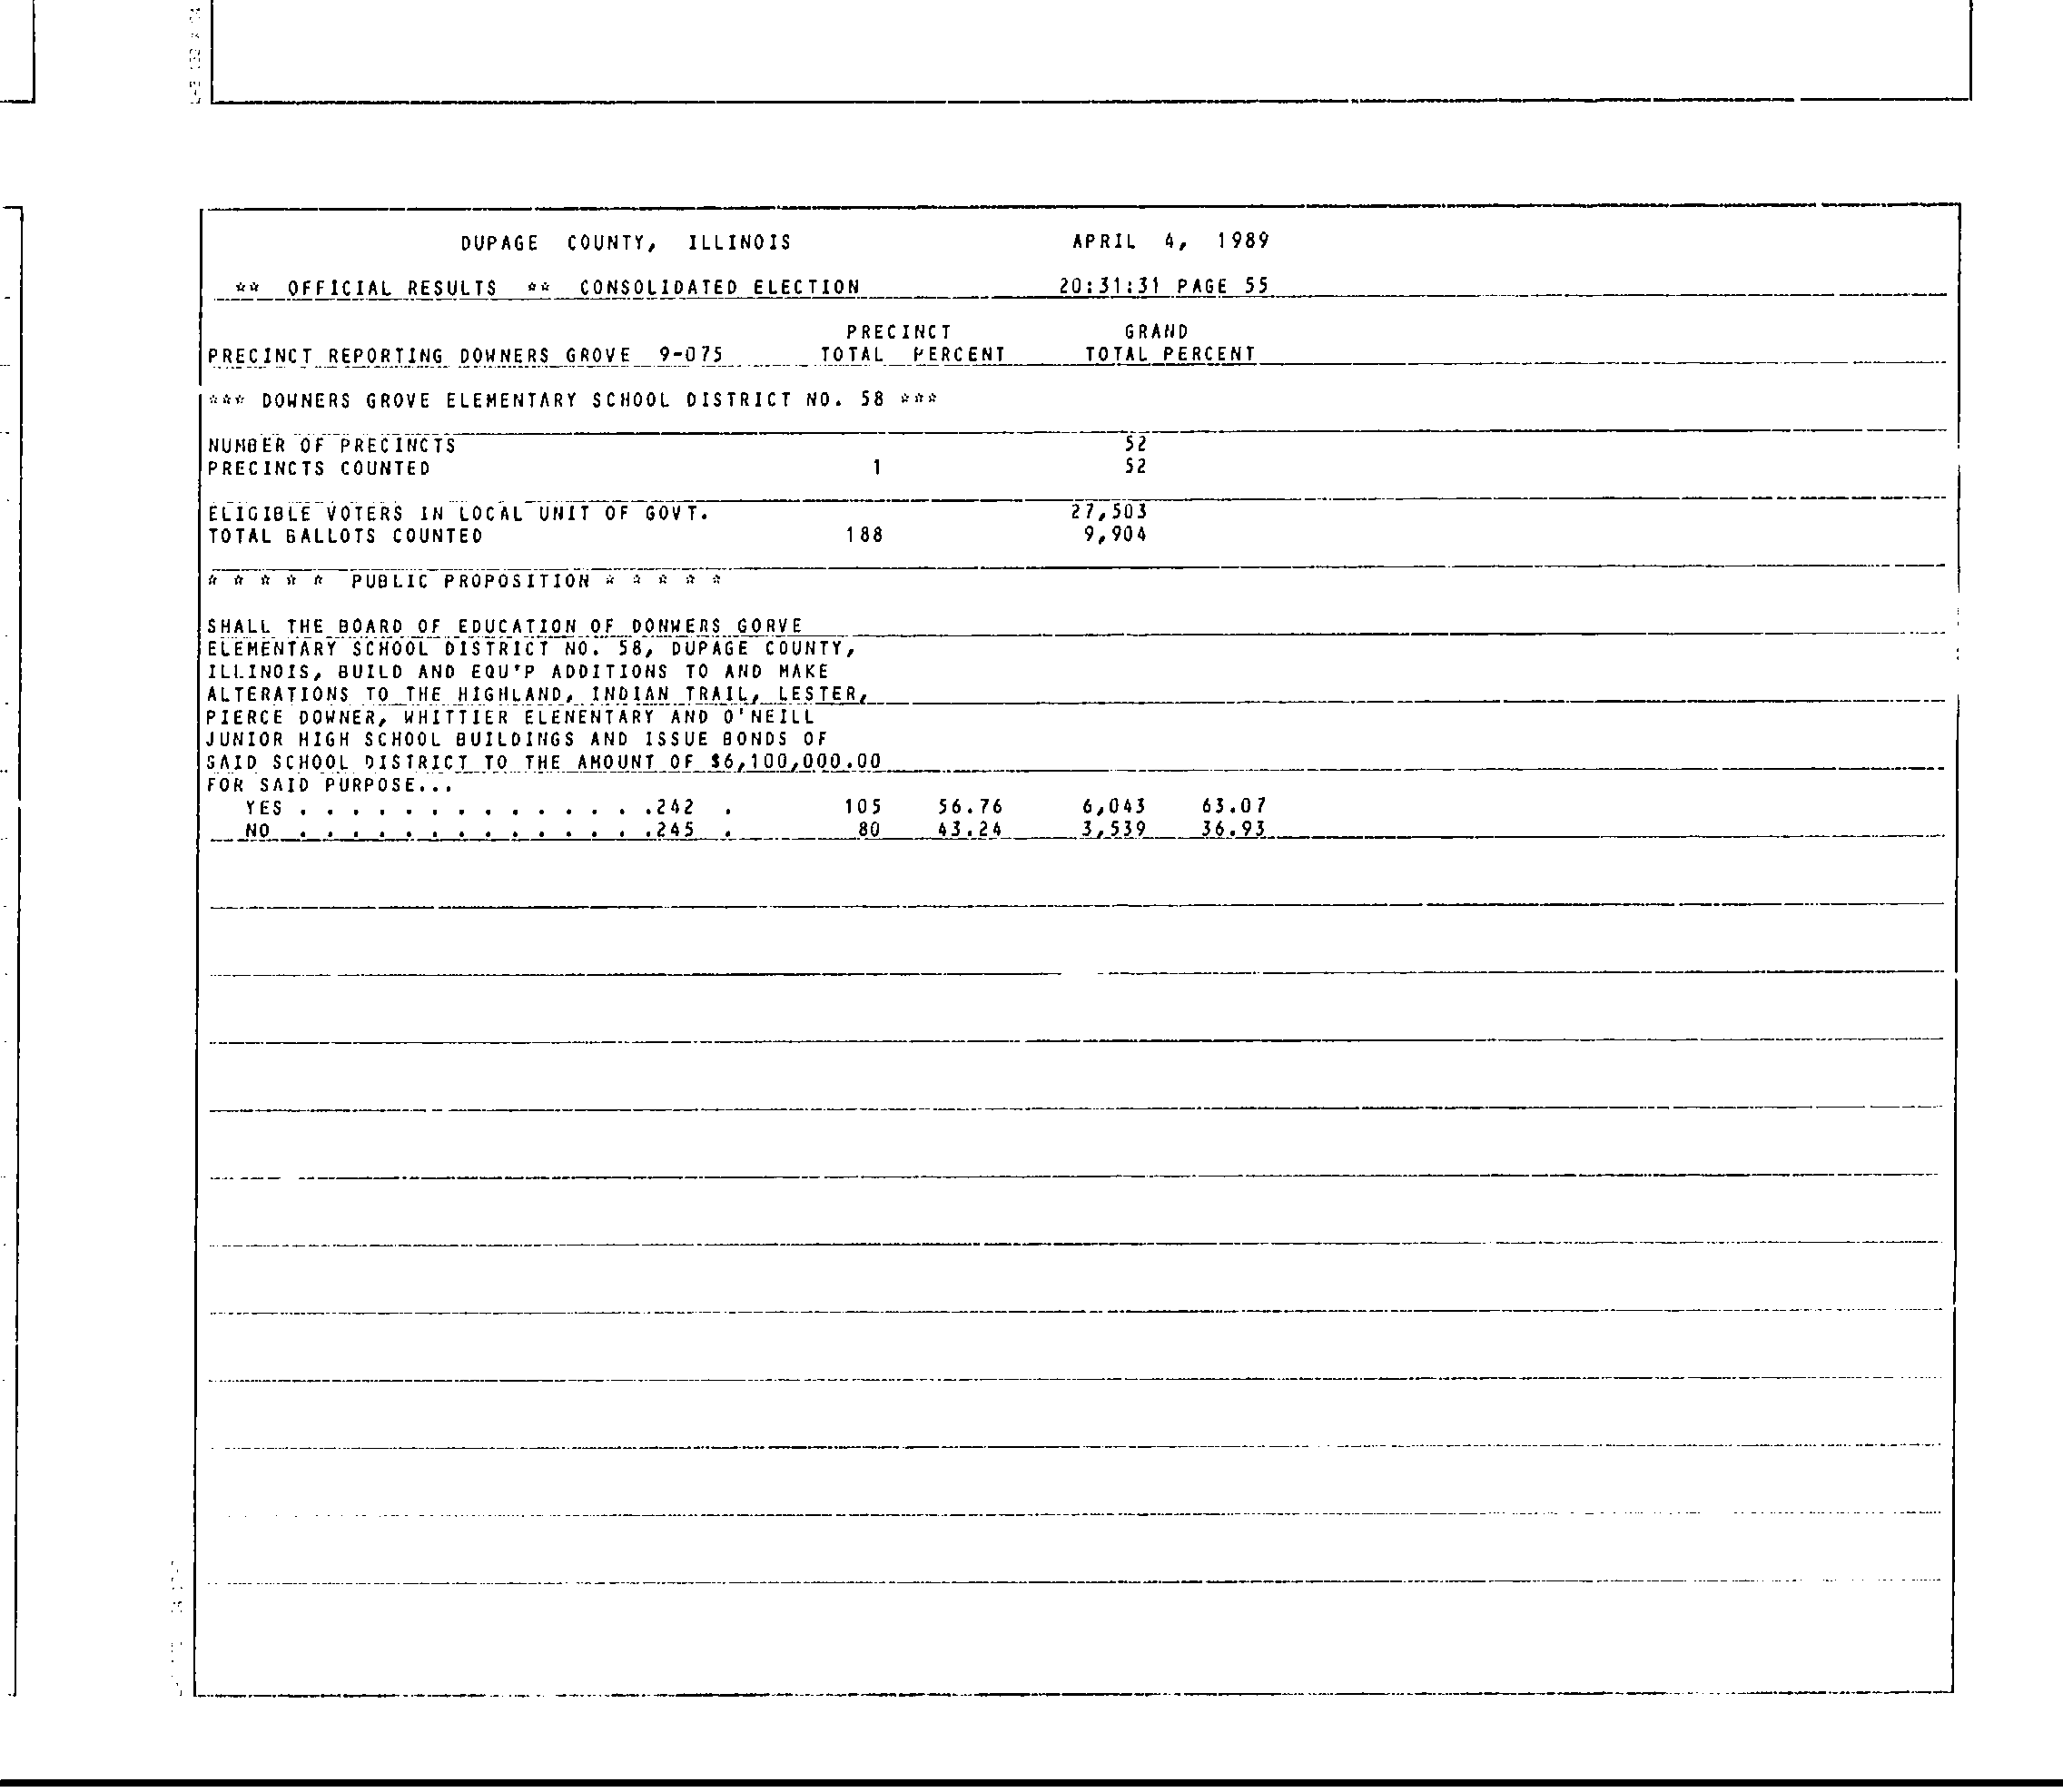 DUPAGE COUNTY, ILLINOIS APRIL 4, 1989
** OFFICIAL RESULTS ** CONSOLIDATED ELECTION 20:31:31 PAGE 55
PRECINCT GRAND
PRECINCT REPORTING DOWNERS GROVE 9-075 TOTAL PERCENT TOTAL PERCENT
*** DOWNERS GROVE ELEMENTARY SCHOOL DISTRICT NO. 58 ***
NUMBER OF PRECINCTS 52
PRECINCTS COUNTED 1 52
ELIGIBLE VOTERS IN LOCAL UNIT OF GOVT. 27,503
TOTAL BALLOTS COUNTED 188 9,904
* * * * * PUBLIC PROPOSITION * * * * *
SHALL THE BOARD OF EDUCATION OF DONWERS GORVE
ELEMENTARY SCHOOL DISTRICT NO. 58, DUPAGE COUNTY,
ILLINOIS, BUILD AND EQU'P ADDITIONS TO AND MAKE
ALTERATIONS TO THE HIGHLAND, INDIAN TRAIL, LESTER,
PIERCE DOWNER, WHITTIER ELENENTARY AND O'NEILL
JUNIOR HIGH SCHOOL BUILDINGS AND ISSUE BONDS OF
SAID SCHOOL DISTRICT TO THE AMOUNT OF $6,100,000.00
FOR SAID PURPOSE...
YES . . . . . . . . . . . . . .242 . 105 56.76 6,043 63.07
NO . . . . . . . . . . . . . .245 . 80 43.24 3,539 36.93